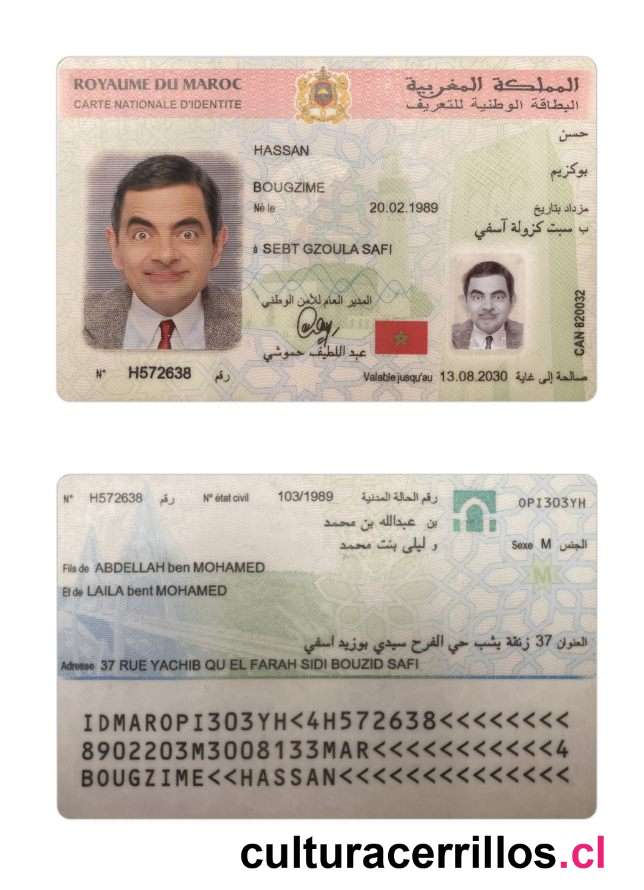 ROYAUME DU MAROC
المملكة المغربية
CARTE NATIONALE D'IDENTITE
البطاقة الوطنية للتعريف
حسن
HASSAN
بوكزيم
BOUGZIME
Né le 20.02.1989 مزداد بتاريخ
ب سبت كزولة آسفي
à SEBT GZOULA SAFI
المدير العام للأمن الوطني
عبد اللطيف حموشي
CAN 820032
N° H572638 رقم
Valable jusqu'au 13.08.2030 صالحة إلى غاية
N° H572638 رقم N° état civil 103/1989 رقم الحالة المدنية
OPI303YH
بن عبدالله بن محمد
و ليلى بنت محمد
Sexe M الجنس
M
Fils de ABDELLAH ben MOHAMED
Et de LAILA bent MOHAMED
العنوان 37 زنقة يشب حي الفرح سيدي بوزيد اسفي
Adresse 37 RUE YACHIB QU EL FARAH SIDI BOUZID SAFI
IDMAROPI303YH<4H572638<<<<<<<<
8902203M3008133MAR<<<<<<<<<<<4
BOUGZIME<<HASSAN<<<<<<<<<<<<<<
culturacerrillos.cl